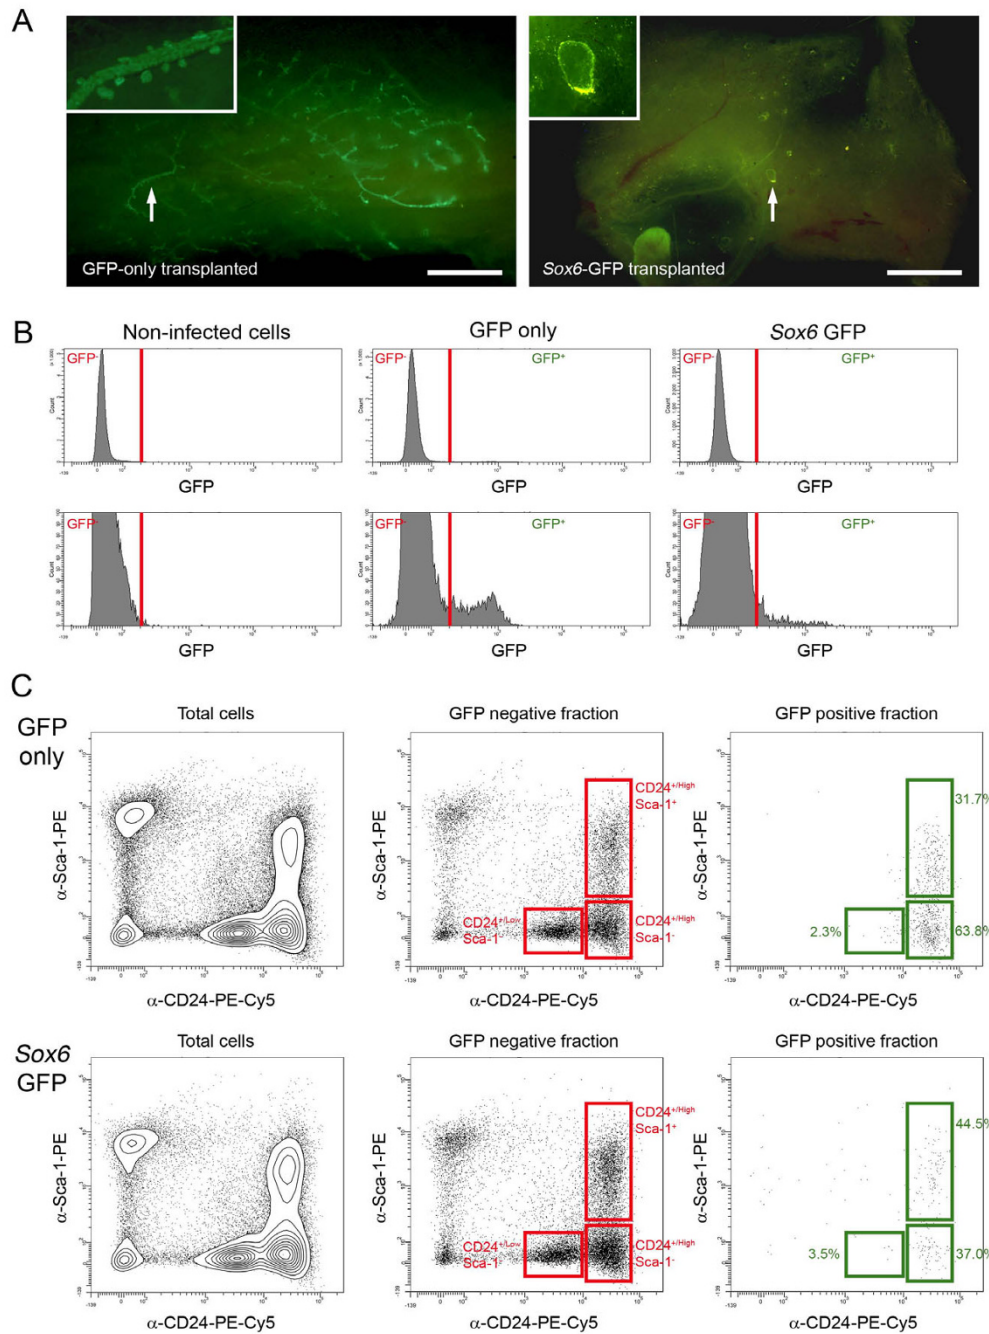 A
GFP-only transplanted
Sox6-GFP transplanted
B
Non-infected cells
GFP only
Sox6 GFP
GFP-
GFP-
GFP+
GFP-
GFP+
Count
Count
Count
GFP
GFP
GFP
GFP-
GFP-
GFP+
GFP-
GFP+
Count
Count
Count
GFP
GFP
GFP
C
GFP
only
Total cells
GFP negative fraction
GFP positive fraction
α-Sca-1-PE
α-Sca-1-PE
α-Sca-1-PE
CD24+/High
Sca-1+
CD24+/Low
Sca-1-
CD24+/High
Sca-1-
31.7%
2.3%
63.8%
α-CD24-PE-Cy5
α-CD24-PE-Cy5
α-CD24-PE-Cy5
Sox6
GFP
Total cells
GFP negative fraction
GFP positive fraction
α-Sca-1-PE
α-Sca-1-PE
α-Sca-1-PE
CD24+/High
Sca-1+
CD24+/Low
Sca-1-
CD24+/High
Sca-1-
44.5%
3.5%
37.0%
α-CD24-PE-Cy5
α-CD24-PE-Cy5
α-CD24-PE-Cy5